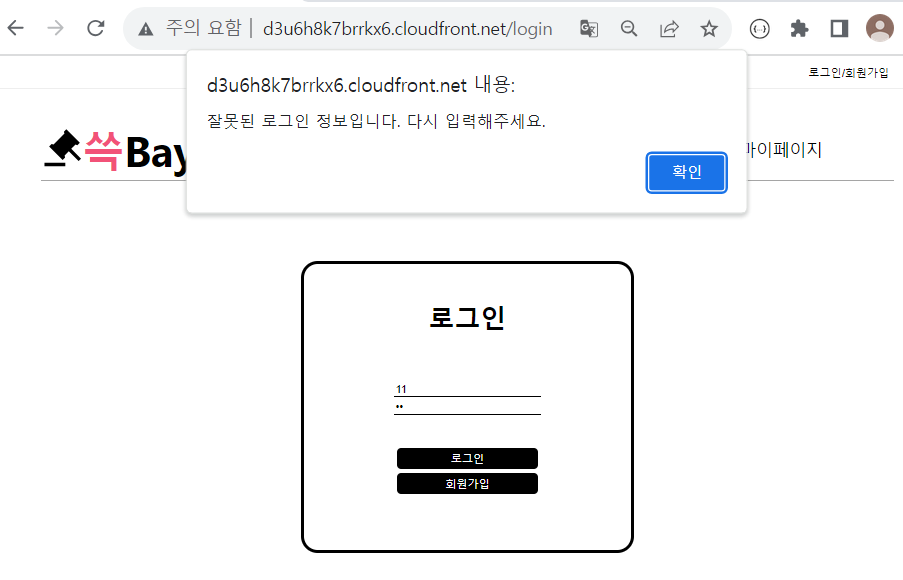 주의 요함 d3u6h8k7brrkx6.cloudfront.net/login
로그인/회원가입
d3u6h8k7brrkx6.cloudfront.net 내용:
잘못된 로그인 정보입니다. 다시 입력해주세요.
확인
쓱Bay
마이페이지
로그인
11
••
로그인
회원가입